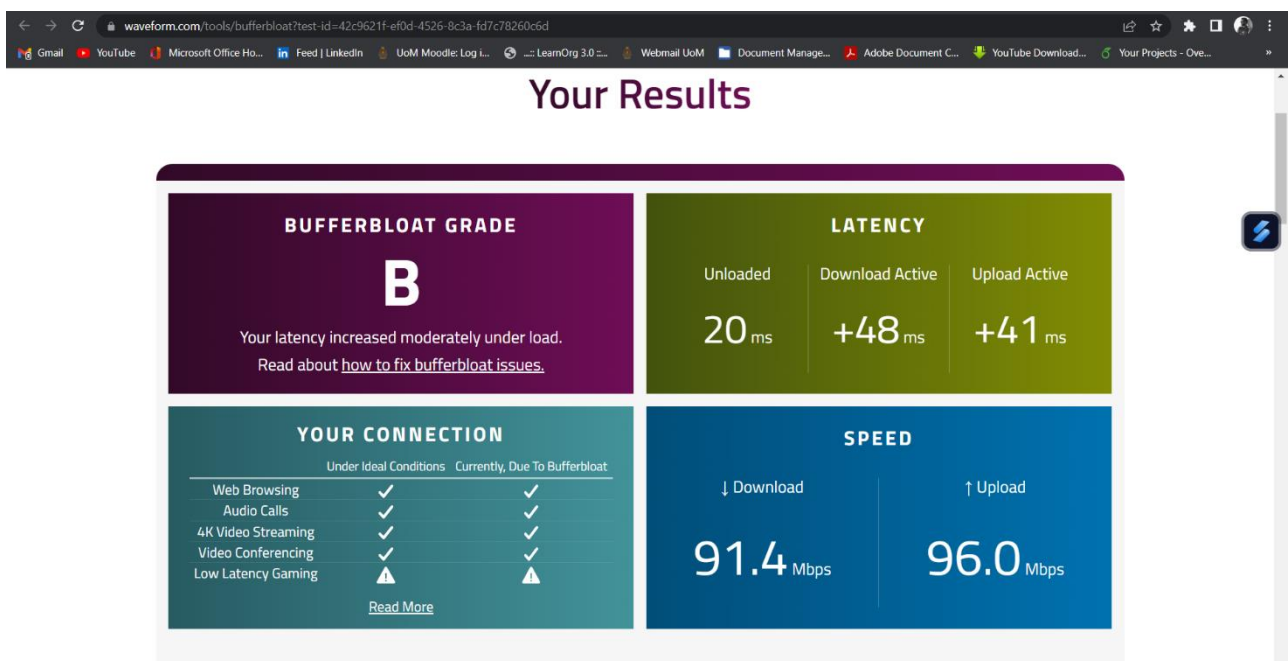 waveform.com/tools/bufferbloat?test-id=42c9621f-ef0d-4526-8c3a-fd7c78260c6d
Gmail YouTube Microsoft Office Ho... Feed | LinkedIn UoM Moodle: Log i... ...:: LearnOrg 3.0 ::... Webmail UoM Document Manage... Adobe Document C... YouTube Download... Your Projects - Ove... »
Your Results
BUFFERBLOAT GRADE
B
Your latency increased moderately under load.
Read about how to fix bufferbloat issues.
LATENCY
Unloaded Download Active Upload Active
20 ms +48 ms +41 ms
YOUR CONNECTION
Under Ideal Conditions Currently, Due To Bufferbloat
Web Browsing
Audio Calls
4K Video Streaming
Video Conferencing
Low Latency Gaming
Read More
SPEED
↓ Download ↑ Upload
91.4 Mbps 96.0 Mbps